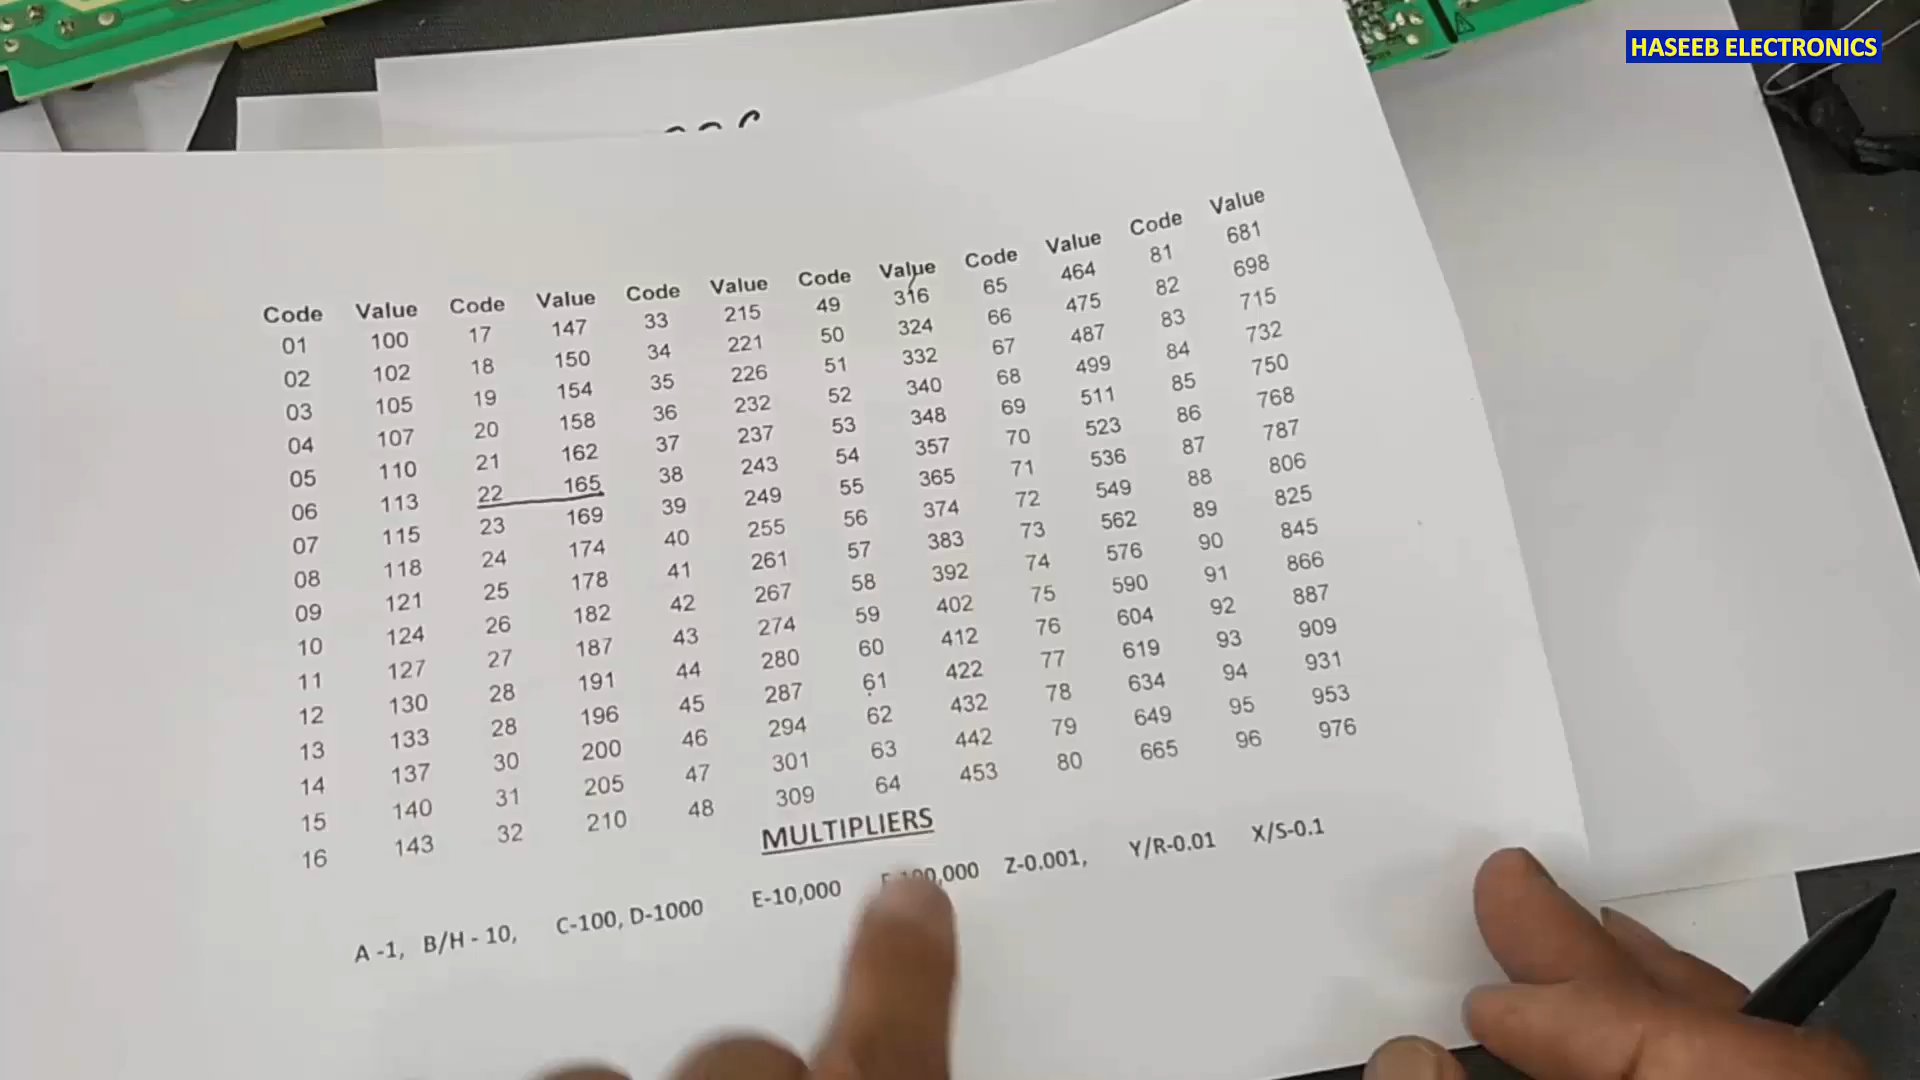 HASEEB ELECTRONICS
Code Value Code Value Code Value Code Value Code Value Code Value
01 100 17 147 33 215 49 316 65 464 81 681
02 102 18 150 34 221 50 324 66 475 82 698
03 105 19 154 35 226 51 332 67 487 83 715
04 107 20 158 36 232 52 340 68 499 84 732
05 110 21 162 37 237 53 348 69 511 85 750
06 113 22 165 38 243 54 357 70 523 86 768
07 115 23 169 39 249 55 365 71 536 87 787
08 118 24 174 40 255 56 374 72 549 88 806
09 121 25 178 41 261 57 383 73 562 89 825
10 124 26 182 42 267 58 392 74 576 90 845
11 127 27 187 43 274 59 402 75 590 91 866
12 130 28 191 44 280 60 412 76 604 92 887
13 133 28 196 45 287 61 422 77 619 93 909
14 137 30 200 46 294 62 432 78 634 94 931
15 140 31 205 47 301 63 442 79 649 95 953
16 143 32 210 48 309 64 453 80 665 96 976
MULTIPLIERS
A -1, B/H - 10, C-100, D-1000 E-10,000 Z-0.001, Y/R-0.01 X/S-0.1